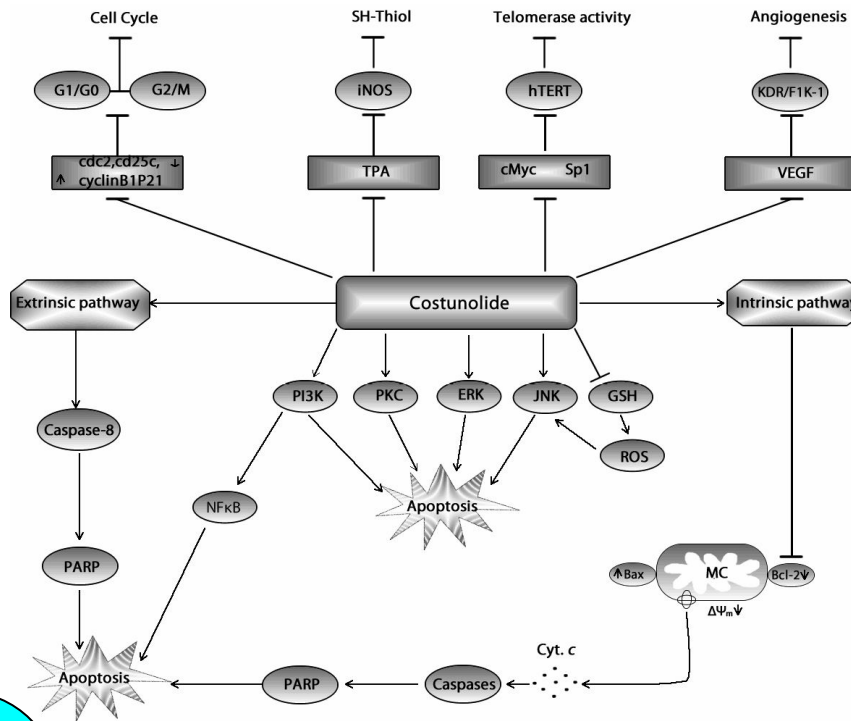 Cell Cycle
SH-Thiol
Telomerase activity
Angiogenesis
G1/G0
G2/M
iNOS
hTERT
KDR/F1K-1
cdc2,cd25c, ↓
↑ cyclinB1P21
TPA
cMyc Sp1
VEGF
Extrinsic pathway
Costunolide
Intrinsic pathway
PI3K
PKC
ERK
JNK
GSH
Caspase-8
ROS
NFκB
Apoptosis
PARP
↑Bax
MC
Bcl-2↓
ΔΨm↓
Cyt. c
Apoptosis
PARP
Caspases